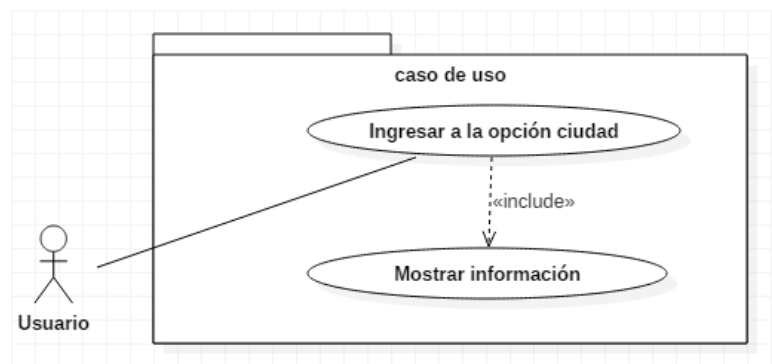 caso de uso
Ingresar a la opción ciudad
«include»
Mostrar información
Usuario